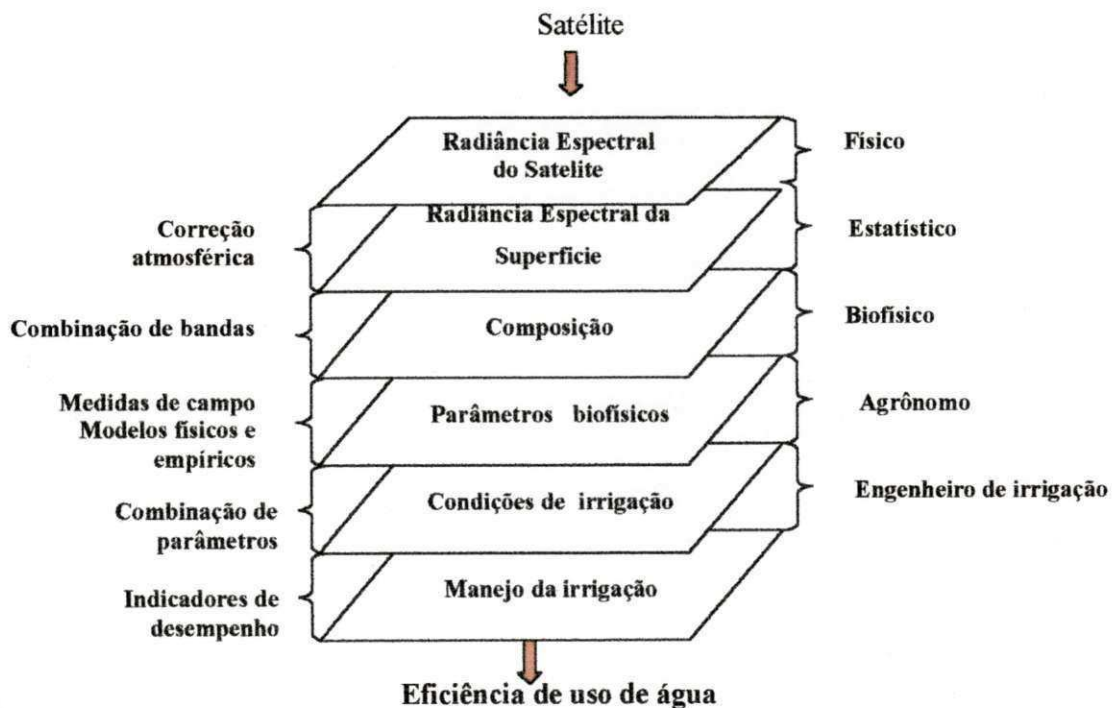 Satélite
Radiância Espectral
do Satelite
Físico
Correção
atmosférica
Radiância Espectral da
Superficie
Estatístico
Combinação de bandas
Composição
Biofísico
Medidas de campo
Modelos físicos e
empíricos
Parâmetros biofísicos
Agrônomo
Combinação de
parâmetros
Condições de irrigação
Engenheiro de irrigação
Indicadores de
desempenho
Manejo da irrigação
Eficiência de uso de água